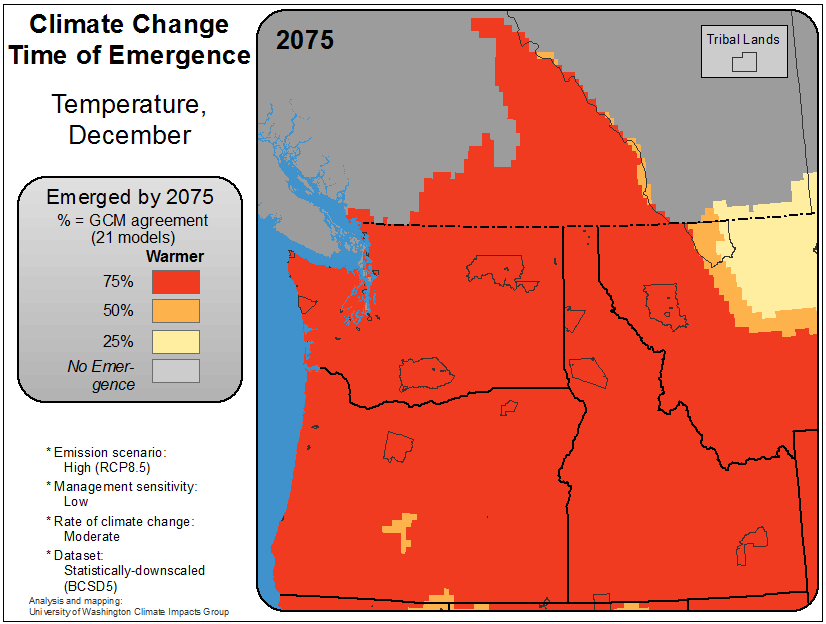 Climate Change
Time of Emergence
Temperature,
December
Emerged by 2075
% = GCM agreement
(21 models)
Warmer
75%
50%
25%
No Emer-
gence
* Emission scenario:
High (RCP8.5)
* Management sensitivity:
Low
* Rate of climate change:
Moderate
* Dataset:
Statistically-downscaled
(BCSD5)
Analysis and mapping:
University of Washington Climate Impacts Group
2075
Tribal Lands